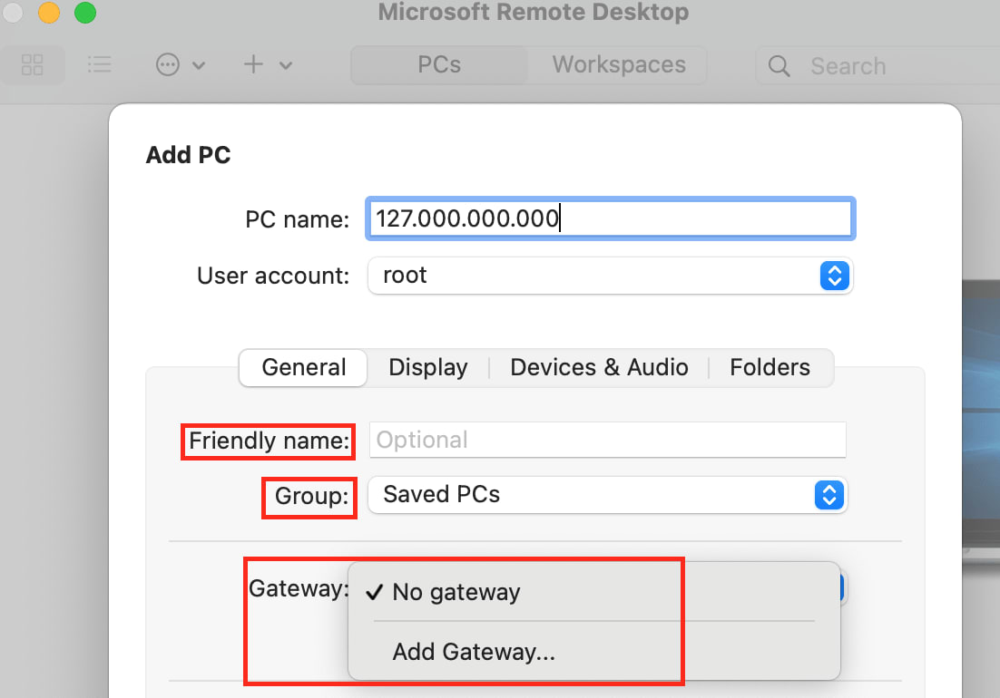 Microsoft Remote Desktop
PCs Workspaces Search
Add PC
PC name: 127.000.000.000
User account: root
General Display Devices & Audio Folders
Friendly name: Optional
Group: Saved PCs
Gateway: ✓ No gateway
Add Gateway...